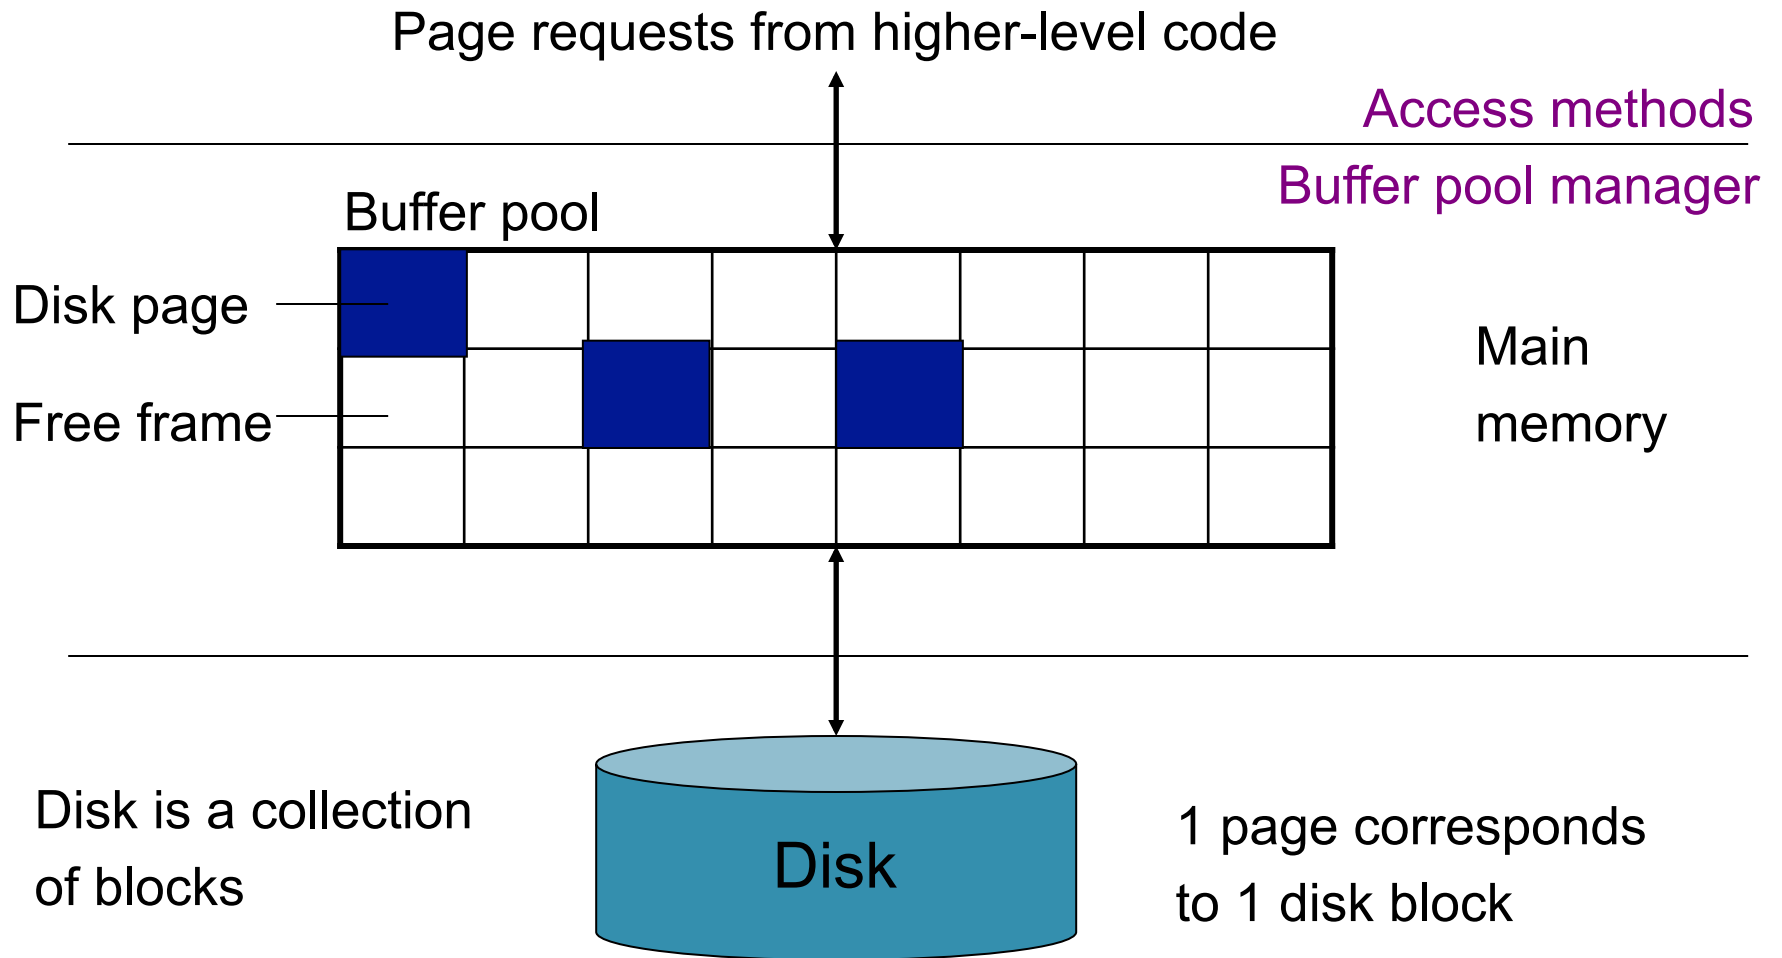 Page requests from higher-level code
Access methods
Buffer pool manager
Buffer pool
Disk page
Free frame
Main
memory
Disk is a collection
of blocks
Disk
1 page corresponds
to 1 disk block